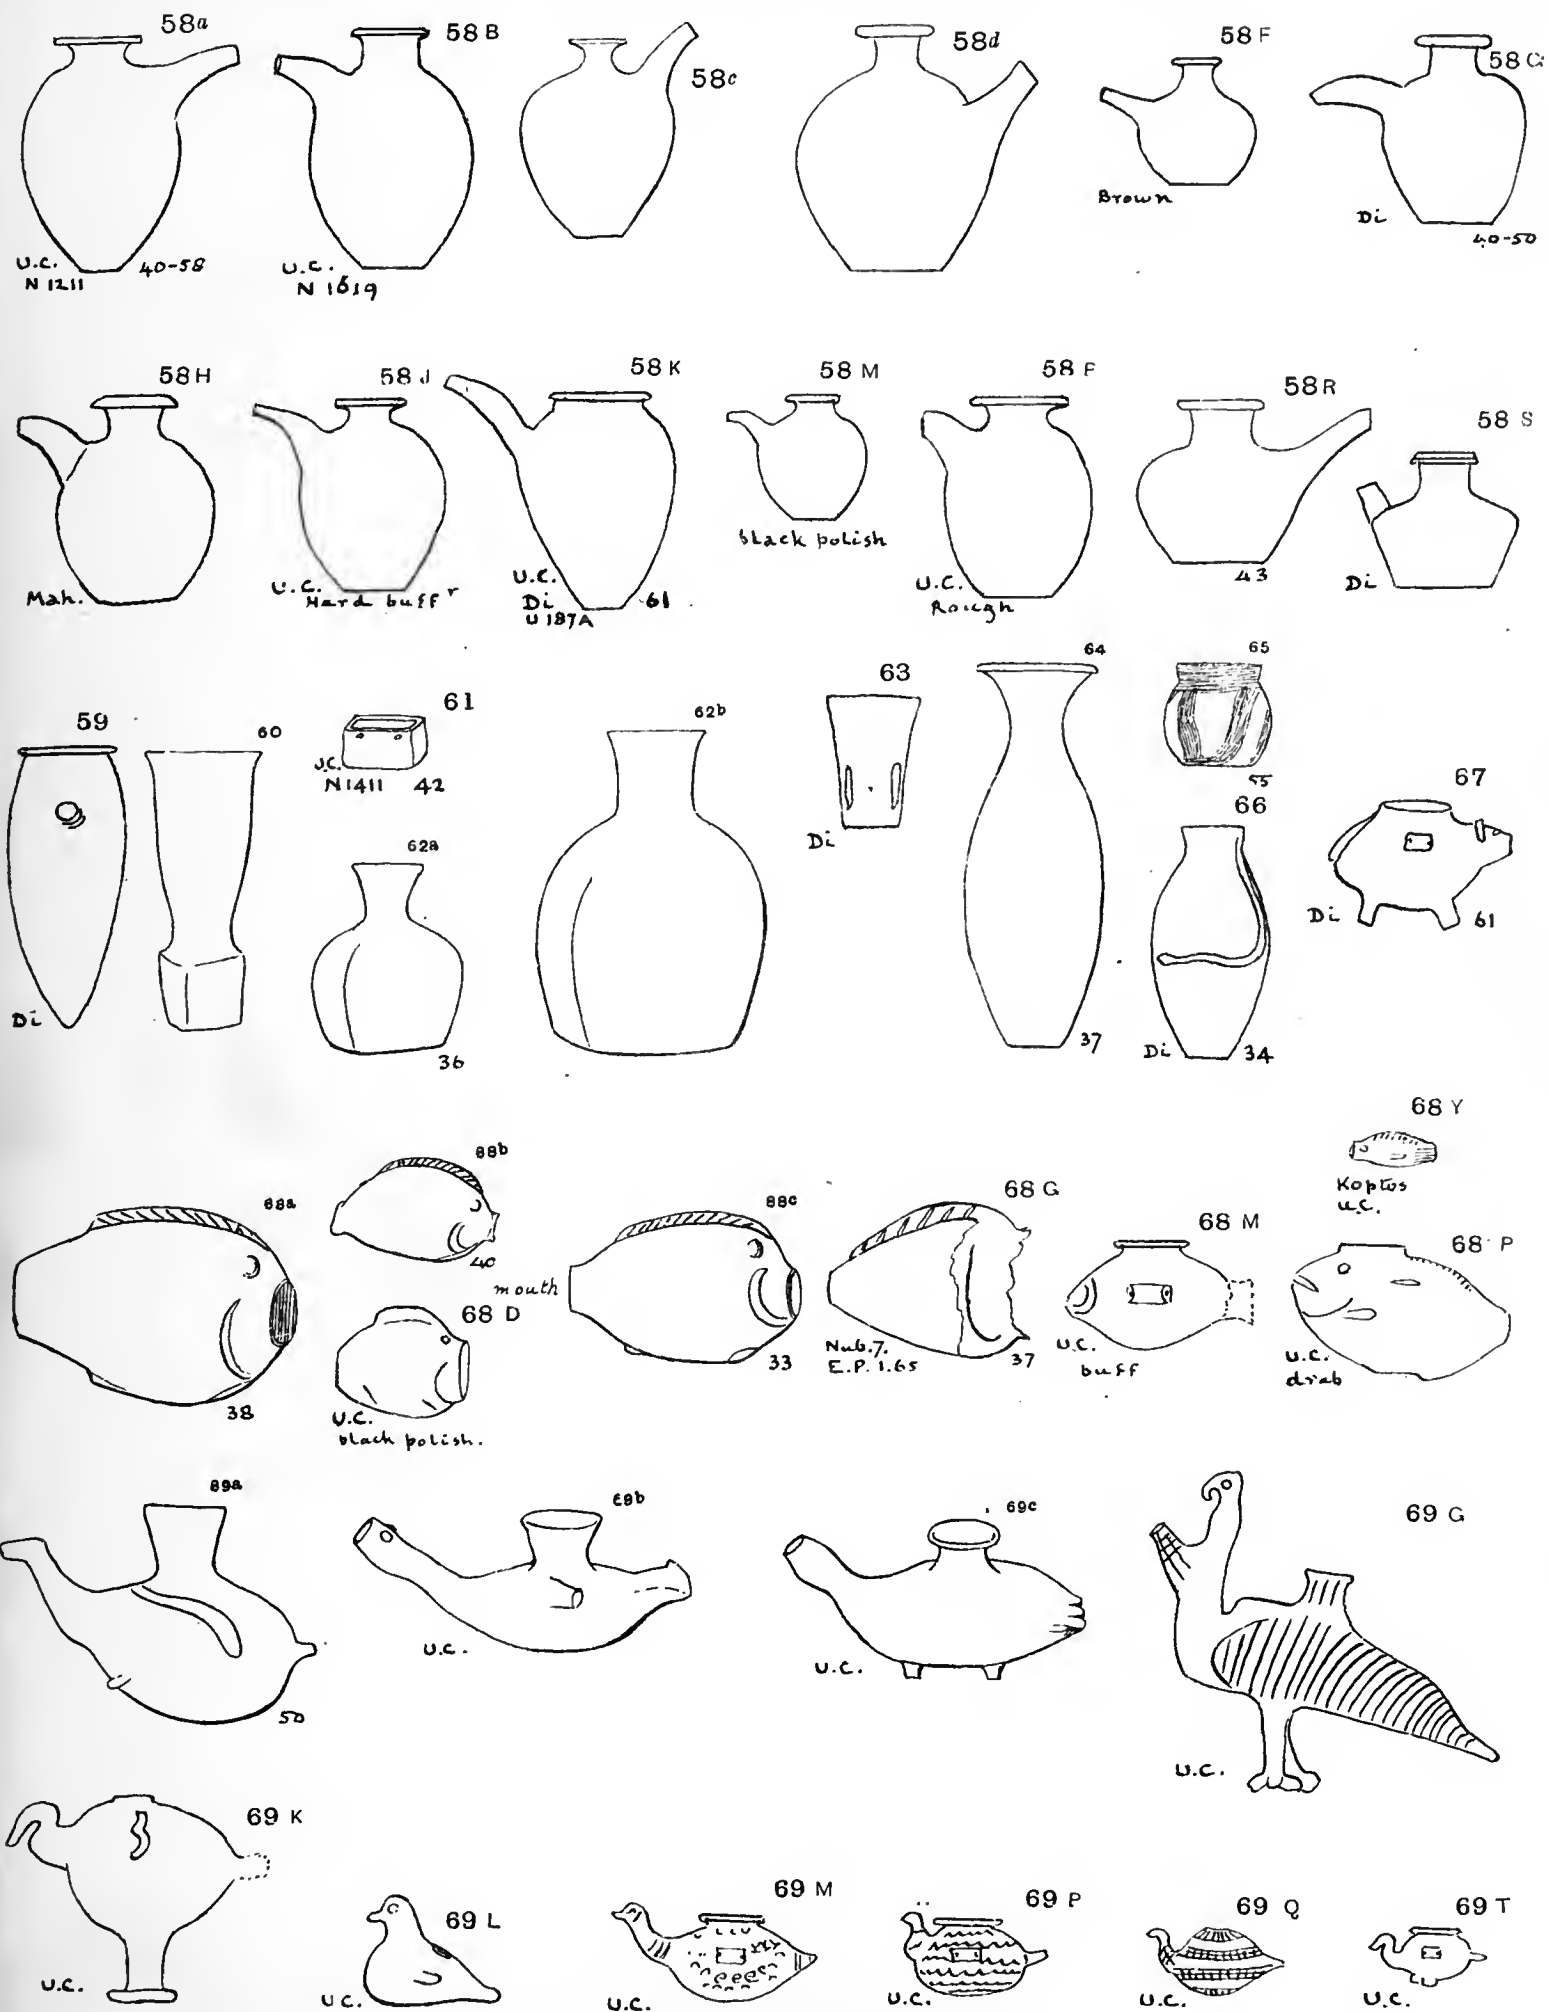 58a
58 B
58c
58d
58 F
58 G
U.C.
N 1211
40-58
U.C.
N 1619
Brown
Di
40-50
58 H
58 J
58 K
58 M
58 P
58 R
58 S
Mah.
U.C.
Hard buff
U.C.
Di
U 187A
61
black polish
U.C.
Rough
43
Di
59
60
61
62b
63
64
65
U.C.
N1411 42
55
62a
66
67
Di
36
Di
37
Di
34
Di
61
68a
68b
68c
68 G
68 M
68 Y
Koptos
U.C.
68 P
40
mouth
68 D
38
U.C.
black polish.
33
Nub.7.
E.P. 1.65
37
U.C.
buff
U.C.
drab
69a
69b
69c
69 G
50
U.C.
U.C.
U.C.
69 K
69 L
69 M
69 P
69 Q
69 T
U.C.
U.C.
U.C.
U.C.
U.C.
U.C.